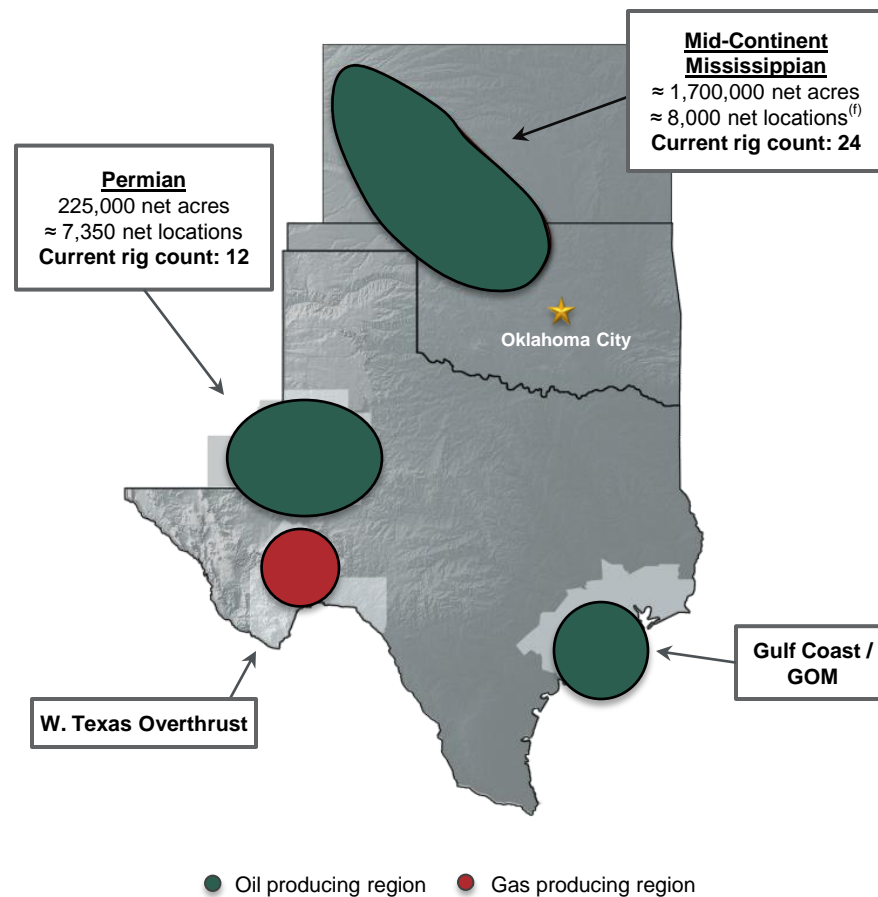 Mid-Continent
Mississippian
≈ 1,700,000 net acres
≈ 8,000 net locations(f)
Current rig count: 24
Permian
225,000 net acres
≈ 7,350 net locations
Current rig count: 12
Oklahoma City
Gulf Coast /
GOM
W. Texas Overthrust
Oil producing region
Gas producing region